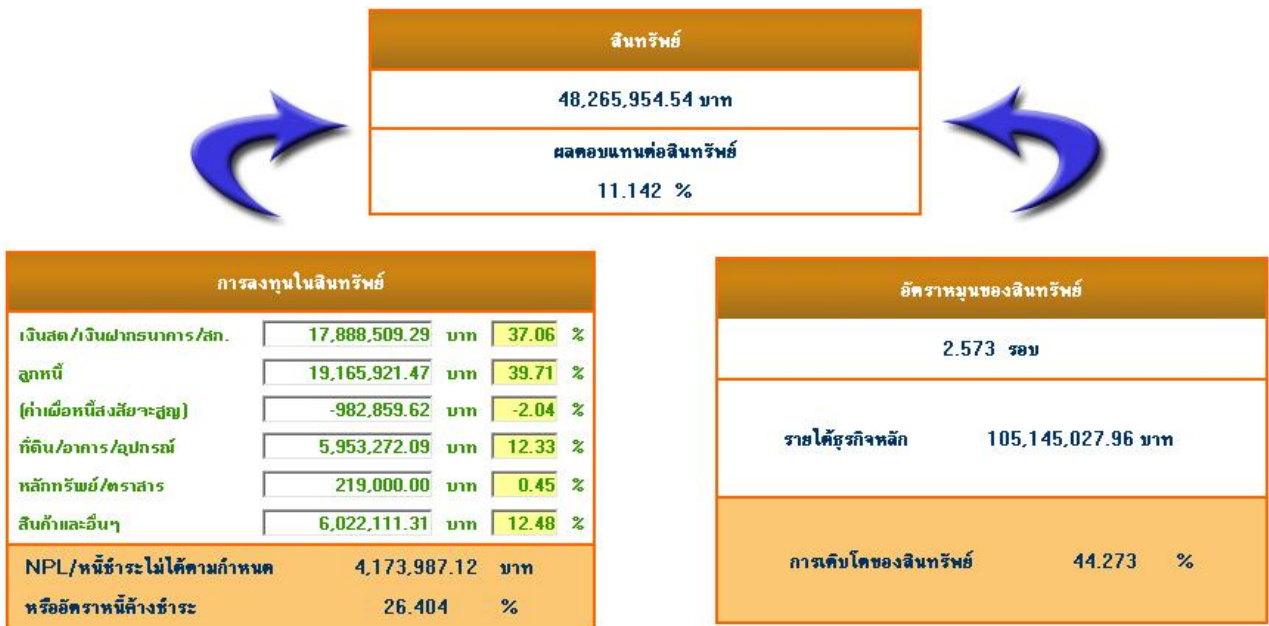 สินทรัพย์
48,265,954.54 บาท
ผลตอบแทนต่อสินทรัพย์
11.142 %
การลงทุนในสินทรัพย์
เงินสด/เงินฝากธนาคาร/สก. 17,888,509.29 บาท 37.06 %
ลูกหนี้ 19,165,921.47 บาท 39.71 %
(ค่าเผื่อหนี้สงสัยจะสูญ) -982,859.62 บาท -2.04 %
ที่ดิน/อาคาร/อุปกรณ์ 5,953,272.09 บาท 12.33 %
หลักทรัพย์/ตราสาร 219,000.00 บาท 0.45 %
สินค้าและอื่นๆ 6,022,111.31 บาท 12.48 %
NPL/หนี้ชำระไม่ได้ตามกำหนด 4,173,987.12 บาท
หรืออัตราหนี้ค้างชำระ 26.404 %
อัตราหมุนของสินทรัพย์
2.573 รอบ
รายได้ธุรกิจหลัก 105,145,027.96 บาท
การเติบโตของสินทรัพย์ 44.273 %